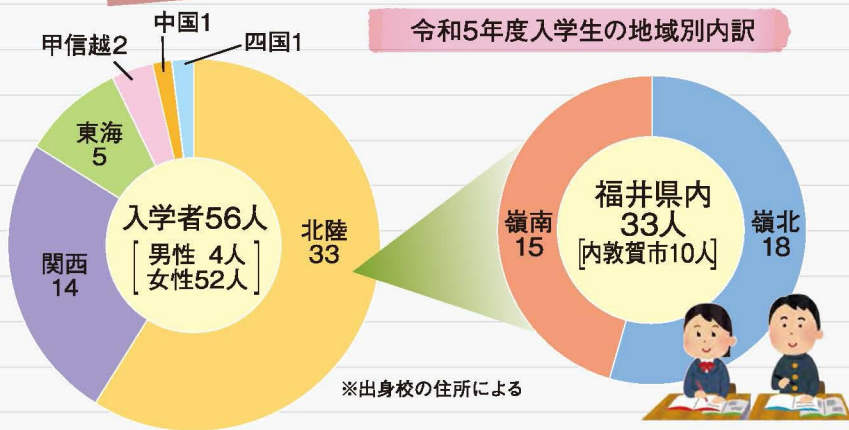 令和5年度入学生の地域別内訳
中国1
甲信越2
四国1
東海
5
関西
14
北陸
33
入学者56人
男性 4人
女性52人
嶺南
15
福井県内
33人
[内敦賀市10人]
嶺北
18
※出身校の住所による